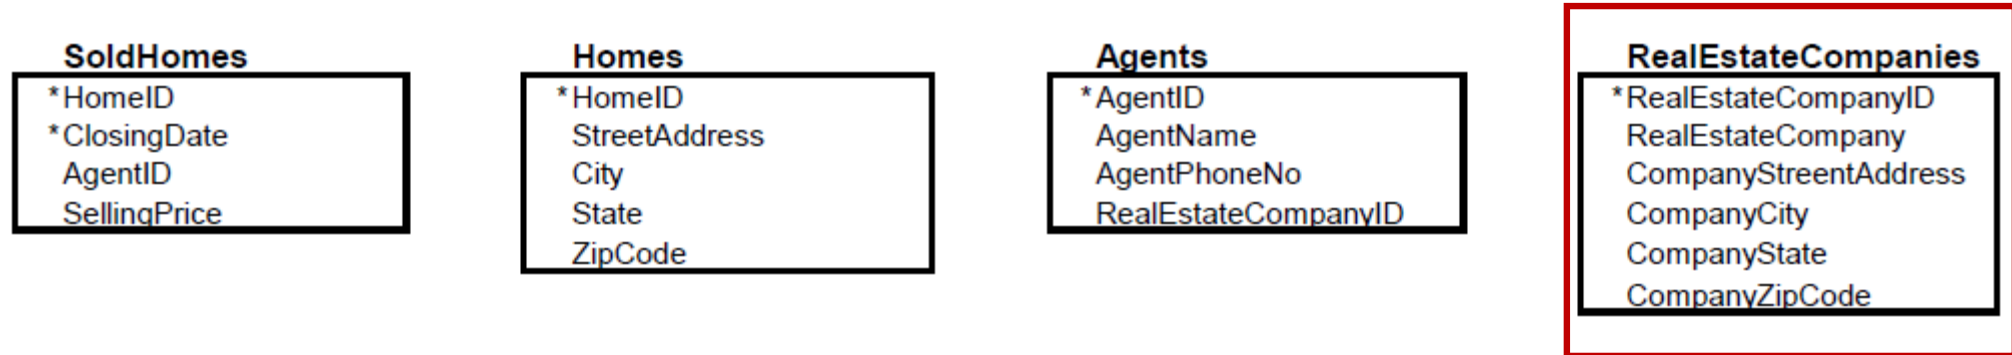 SoldHomes
*HomeID
*ClosingDate
AgentID
SellingPrice
Homes
*HomeID
StreetAddress
City
State
ZipCode
Agents
*AgentID
AgentName
AgentPhoneNo
RealEstateCompanyID
RealEstateCompanies
*RealEstateCompanyID
RealEstateCompany
CompanyStreentAddress
CompanyCity
CompanyState
CompanyZipCode